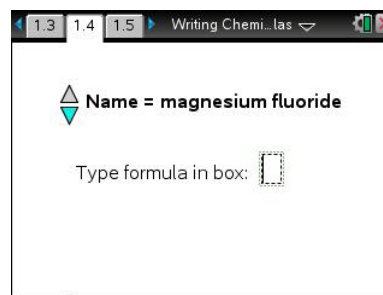 1.3 1.4 1.5 Writing Chemi...las
Name = magnesium fluoride
Type formula in box: